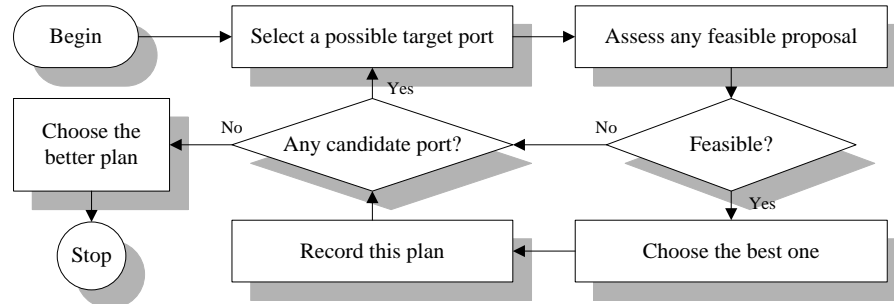 Begin
Select a possible target port
Assess any feasible proposal
Yes
Choose the
better plan
No
Any candidate port?
No
Feasible?
Yes
Stop
Record this plan
Choose the best one